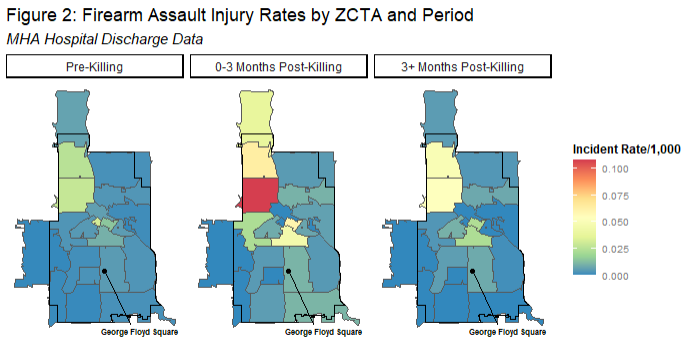 Figure 2: Firearm Assault Injury Rates by ZCTA and Period
MHA Hospital Discharge Data
Pre-Killing
0-3 Months Post-Killing
3+ Months Post-Killing
Incident Rate/1,000
0.100
0.075
0.050
0.025
0.000
George Floyd Square
George Floyd Square
George Floyd Square